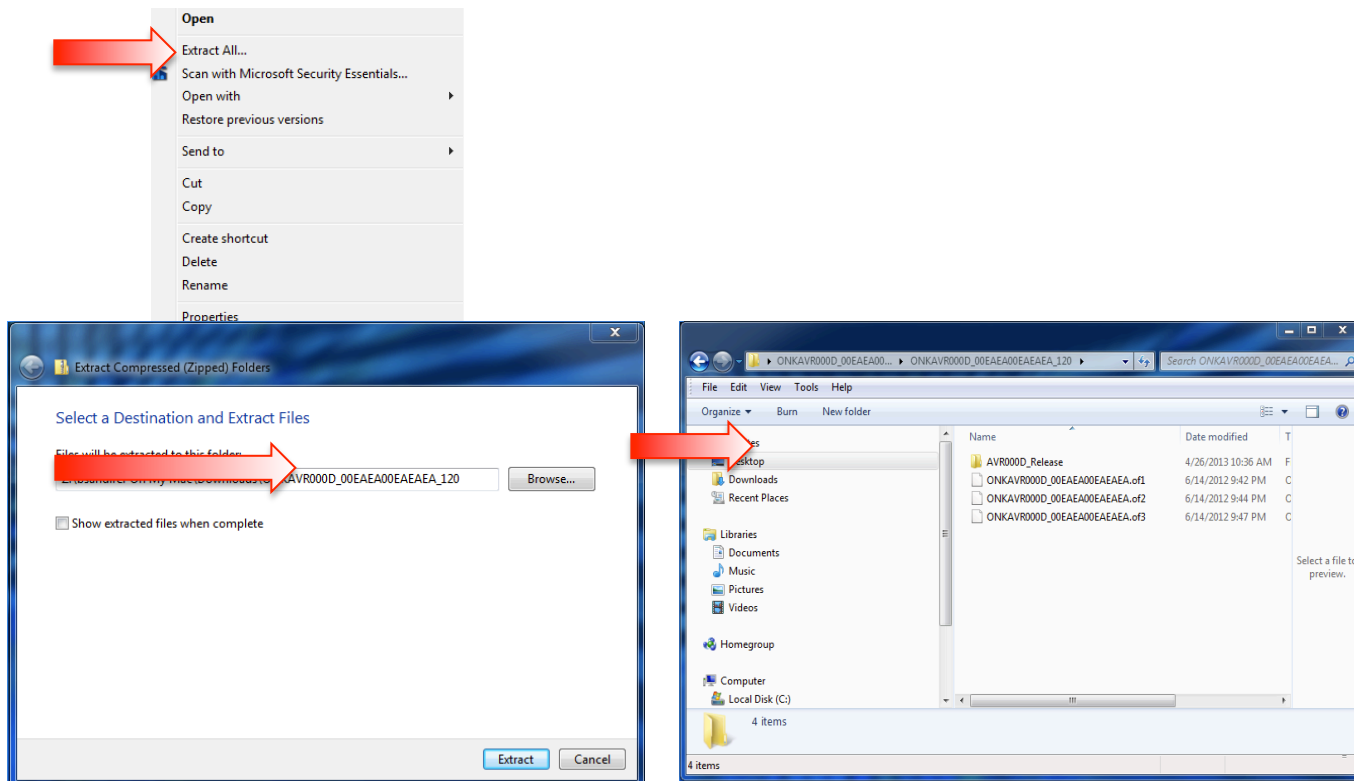 Open
Extract All...
Scan with Microsoft Security Essentials...
Open with
Restore previous versions
Send to
Cut
Copy
Create shortcut
Delete
Rename
Properties
Extract Compressed (Zipped) Folders
Select a Destination and Extract Files
Files will be extracted to this folder:
AVR000D_00EAEA00EAEAEA_120
Browse...
Show extracted files when complete
Extract
Cancel
ONKAVR000D_00EAEA00... ONKAVR000D_00EAEA00EAEAEA_120
Search ONKAVR000D_00EAEA00EAEA...
File Edit View Tools Help
Organize Burn New folder
Desktop
Downloads
Recent Places
Libraries
Documents
Music
Pictures
Videos
Homegroup
Computer
Local Disk (C:)
Name Date modified T
AVR000D_Release 4/26/2013 10:36 AM F
ONKAVR000D_00EAEA00EAEAEA.of1 6/14/2012 9:42 PM
ONKAVR000D_00EAEA00EAEAEA.of2 6/14/2012 9:44 PM
ONKAVR000D_00EAEA00EAEAEA.of3 6/14/2012 9:47 PM
Select a file to
preview.
4 items
4 items